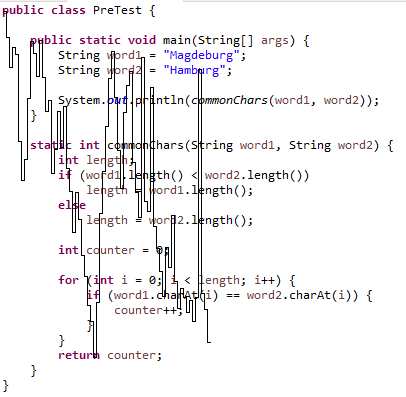 public class PreTest {
public static void main(String[] args) {
String word1 = "Magdeburg";
String word2 = "Hamburg";
System.out.println(commonChars(word1, word2));
}
static int commonChars(String word1, String word2) {
int length;
if (word1.length() < word2.length())
length = word1.length();
else
length = word2.length();
int counter = 0;
for (int i = 0; i < length; i++) {
if (word1.charAt(i) == word2.charAt(i)) {
counter++;
}
}
return counter;
}
}